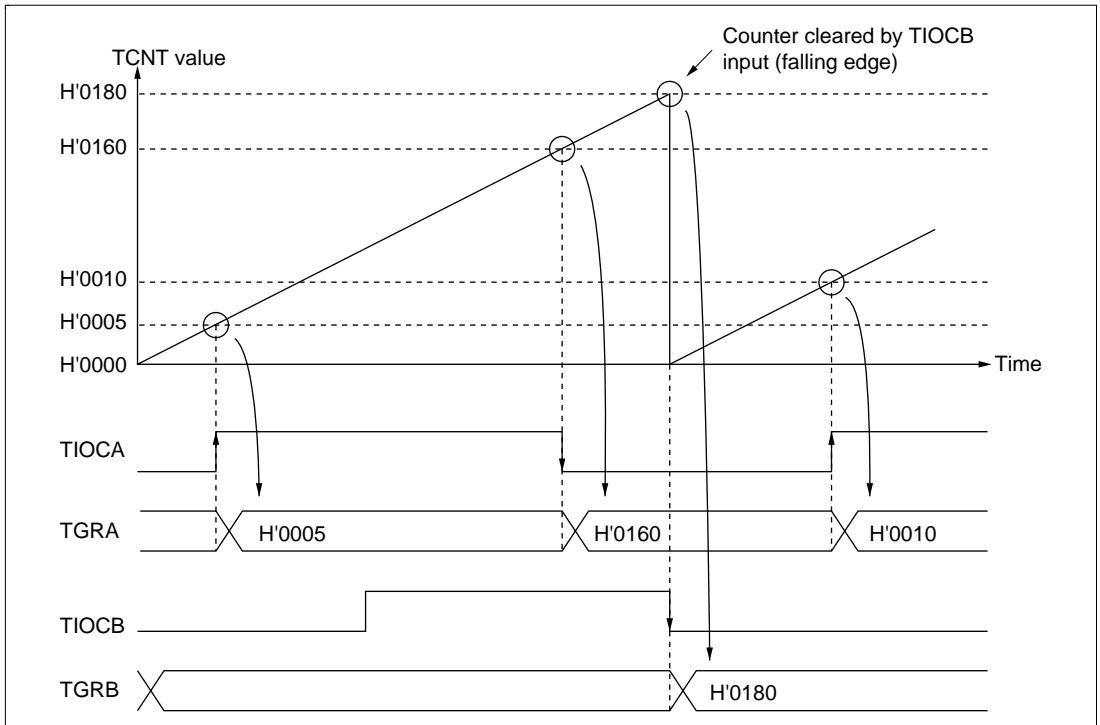 Counter cleared by TIOCB
input (falling edge)
TCNT value
H'0180
H'0160
H'0010
H'0005
H'0000
Time
TIOCA
TGRA
H'0005
H'0160
H'0010
TIOCB
TGRB
H'0180